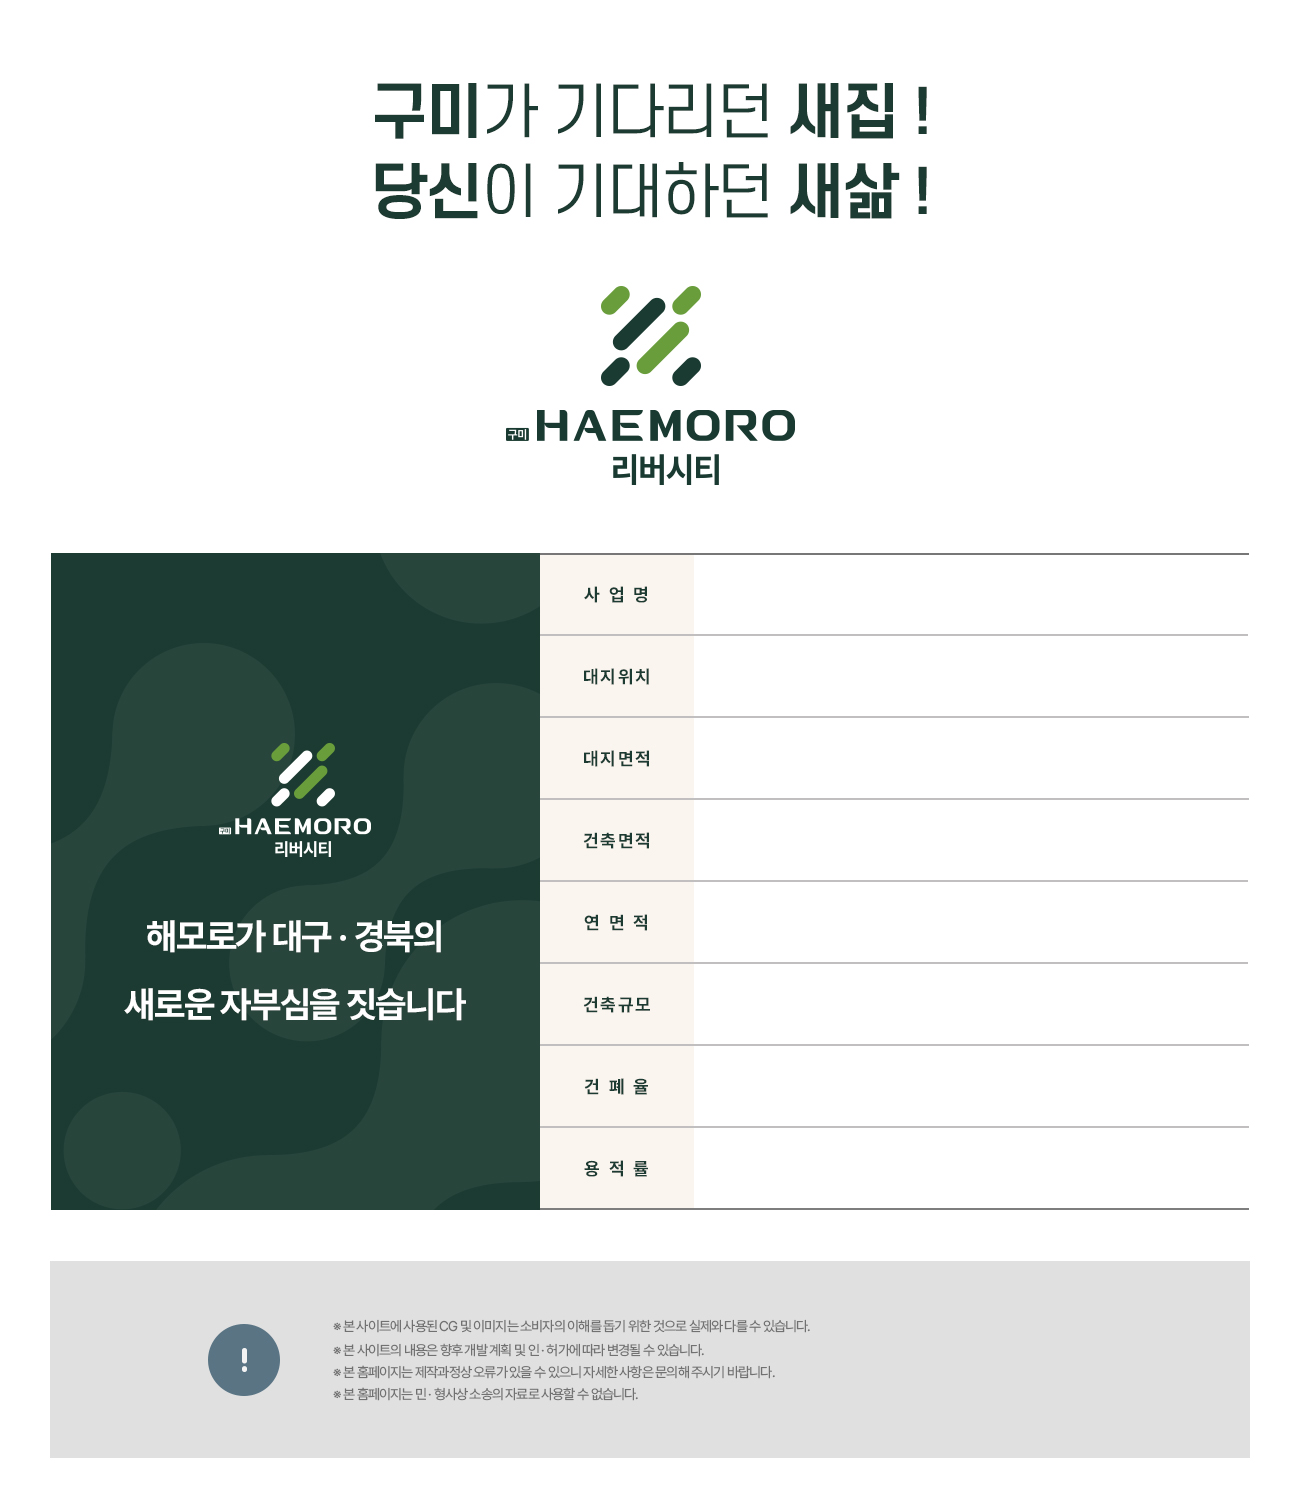 구미가 기다리던 새집 !
당신이 기대하던 새삶 !
구미 HAEMORO
리버시티
구미 HAEMORO
리버시티
해모로가 대구 · 경북의
새로운 자부심을 짓습니다
사 업 명
대지위치
대지면적
건축면적
연 면 적
건축규모
건 폐 율
용 적 률
!
※ 본 사이트에 사용된 CG 및 이미지는 소비자의 이해를 돕기 위한 것으로 실제와 다를 수 있습니다.
※ 본 사이트의 내용은 향후 개발 계획 및 인 · 허가에 따라 변경될 수 있습니다.
※ 본 홈페이지는 제작과정상 오류가 있을 수 있으니 자세한 사항은 문의해 주시기 바랍니다.
※ 본 홈페이지는 민 · 형사상 소송의 자료로 사용할 수 없습니다.